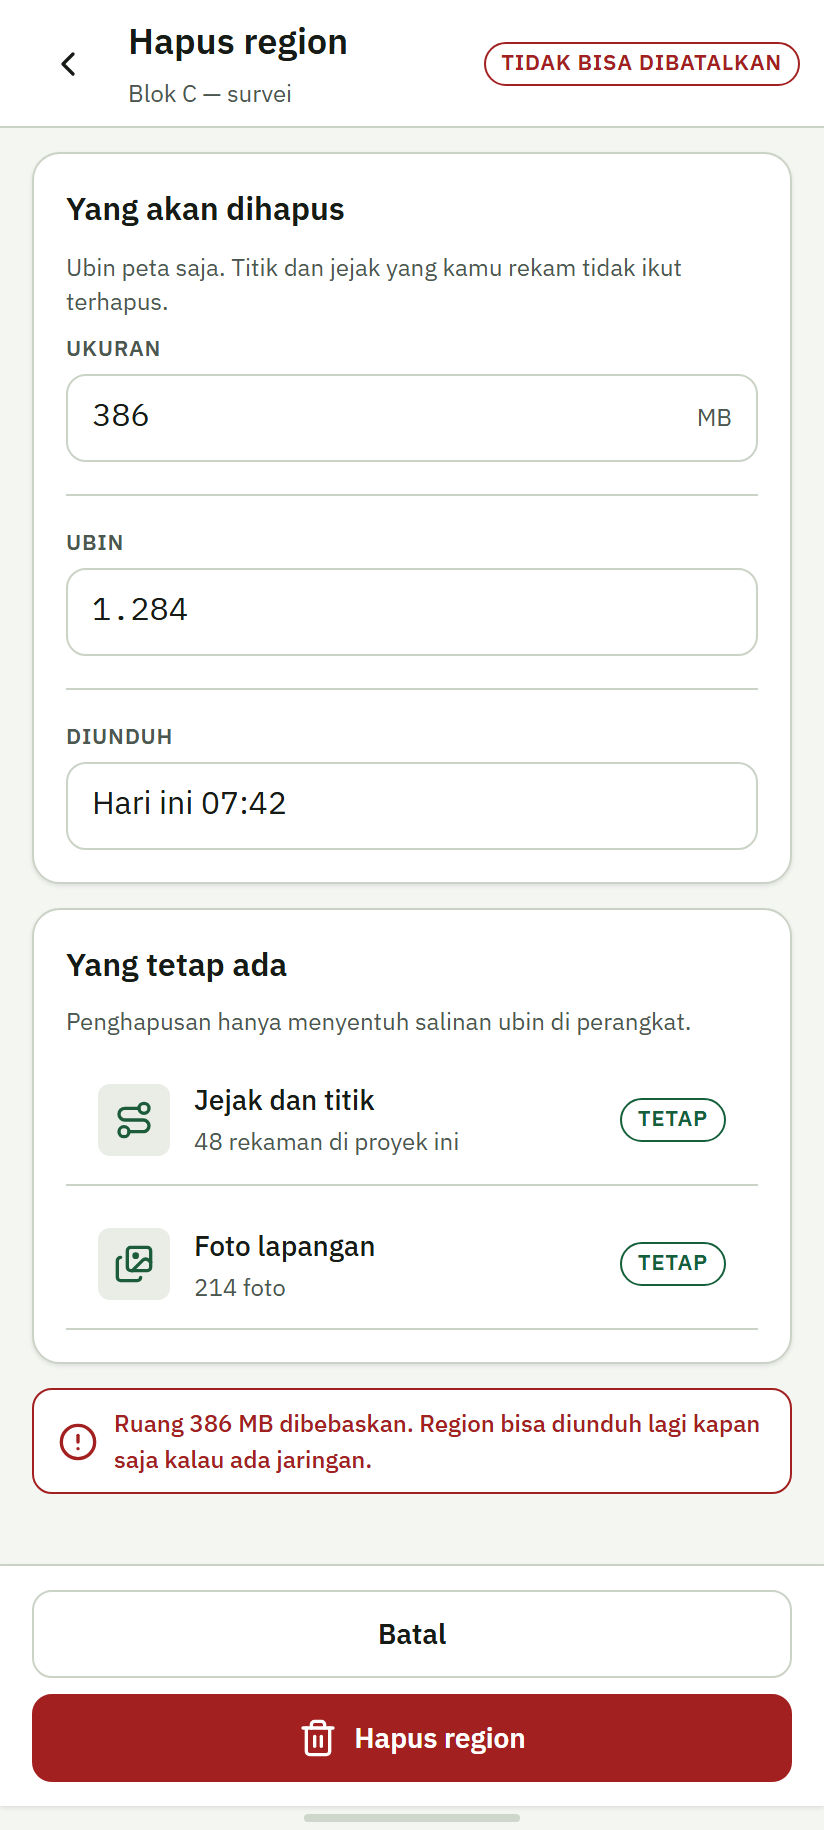 Hapus region
Blok C — survei
TIDAK BISA DIBATALKAN
Yang akan dihapus
Ubin peta saja. Titik dan jejak yang kamu rekam tidak ikut
terhapus.
UKURAN
386 MB
UBIN
1.284
DIUNDUH
Hari ini 07:42
Yang tetap ada
Penghapusan hanya menyentuh salinan ubin di perangkat.
Jejak dan titik
48 rekaman di proyek ini
TETAP
Foto lapangan
214 foto
TETAP
Ruang 386 MB dibebaskan. Region bisa diunduh lagi kapan
saja kalau ada jaringan.
Batal
Hapus region